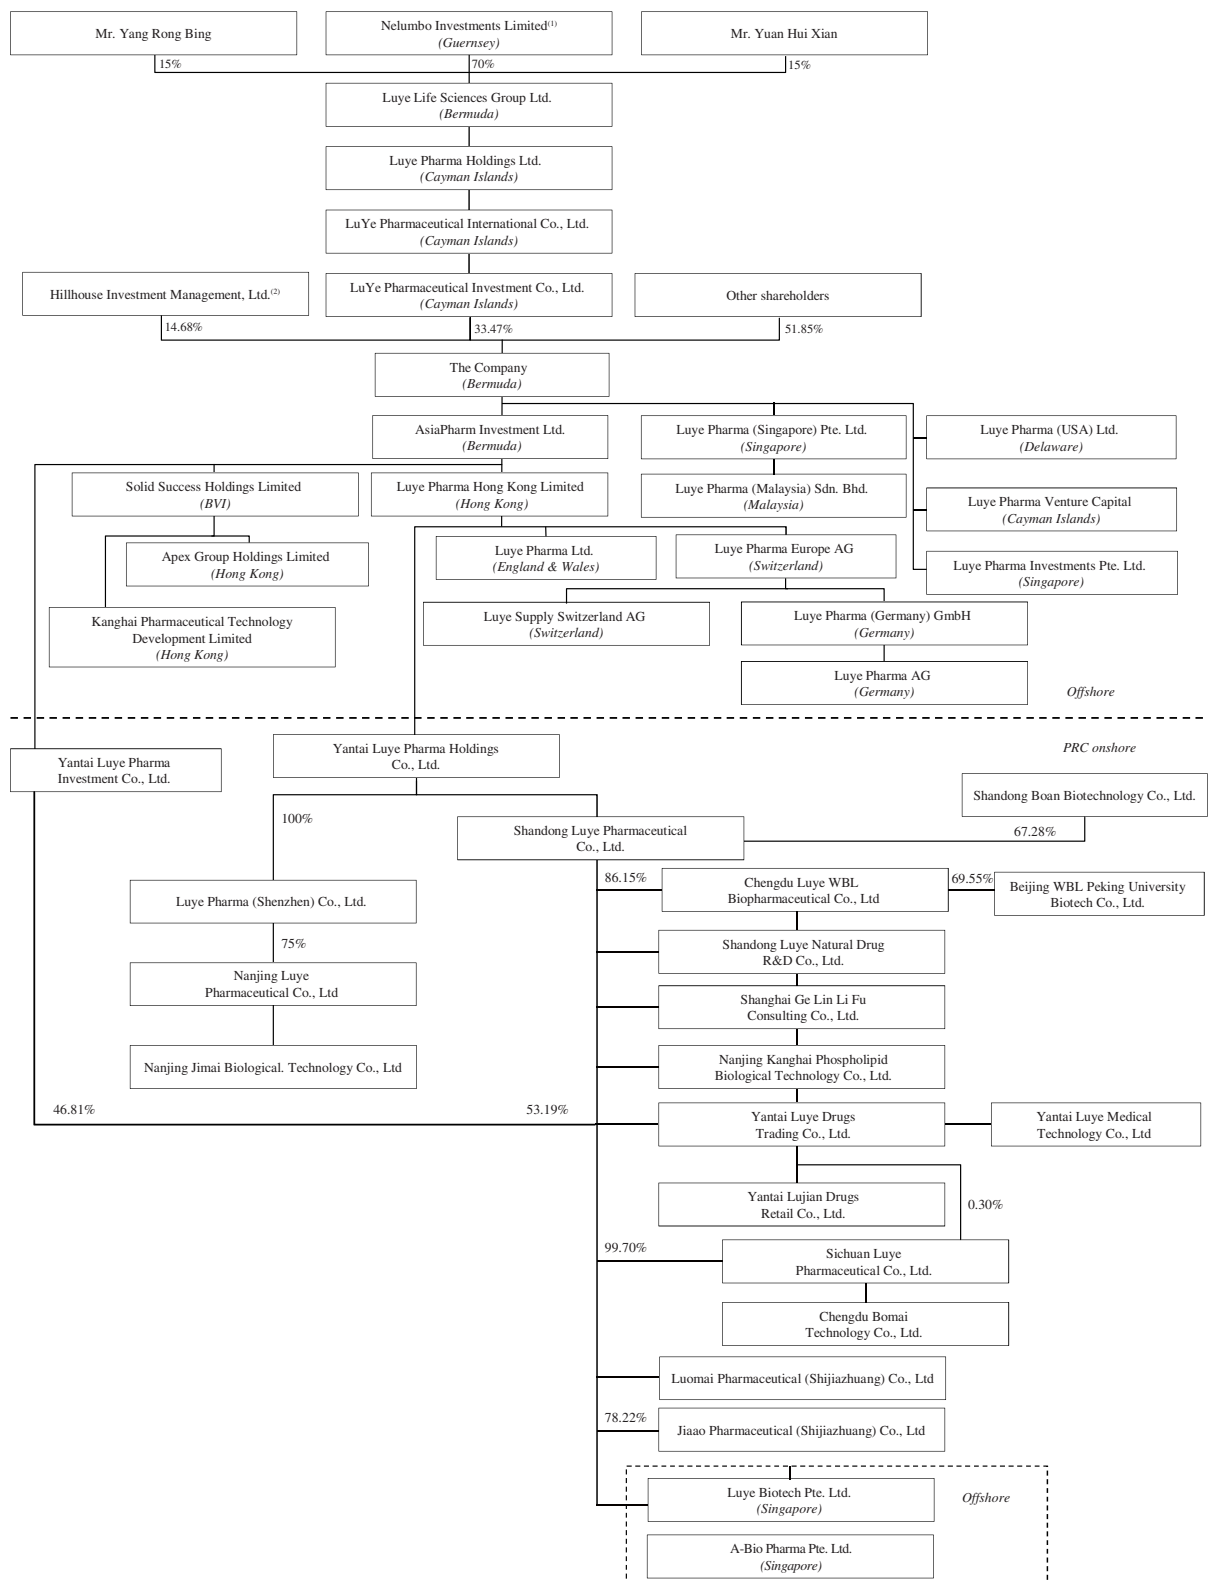 Mr. Yang Rong Bing
Nelumbo Investments Limited(1)
(Guernsey)
Mr. Yuan Hui Xian
15%
70%
15%
Luye Life Sciences Group Ltd.
(Bermuda)
Luye Pharma Holdings Ltd.
(Cayman Islands)
LuYe Pharmaceutical International Co., Ltd.
(Cayman Islands)
Hillhouse Investment Management, Ltd.(2)
LuYe Pharmaceutical Investment Co., Ltd.
(Cayman Islands)
Other shareholders
14.68%
33.47%
51.85%
The Company
(Bermuda)
AsiaPharm Investment Ltd.
(Bermuda)
Luye Pharma (Singapore) Pte. Ltd.
(Singapore)
Luye Pharma (USA) Ltd.
(Delaware)
Solid Success Holdings Limited
(BVI)
Luye Pharma Hong Kong Limited
(Hong Kong)
Luye Pharma (Malaysia) Sdn. Bhd.
(Malaysia)
Luye Pharma Venture Capital
(Cayman Islands)
Apex Group Holdings Limited
(Hong Kong)
Luye Pharma Ltd.
(England & Wales)
Luye Pharma Europe AG
(Switzerland)
Luye Pharma Investments Pte. Ltd.
(Singapore)
Kanghai Pharmaceutical Technology
Development Limited
(Hong Kong)
Luye Supply Switzerland AG
(Switzerland)
Luye Pharma (Germany) GmbH
(Germany)
Luye Pharma AG
(Germany)
Offshore
PRC onshore
Yantai Luye Pharma
Investment Co., Ltd.
Yantai Luye Pharma Holdings
Co., Ltd.
Shandong Boan Biotechnology Co., Ltd.
100%
Shandong Luye Pharmaceutical
Co., Ltd.
67.28%
Luye Pharma (Shenzhen) Co., Ltd.
86.15%
Chengdu Luye WBL
Biopharmaceutical Co., Ltd
69.55%
Beijing WBL Peking University
Biotech Co., Ltd.
75%
Shandong Luye Natural Drug
R&D Co., Ltd.
Nanjing Luye
Pharmaceutical Co., Ltd
Shanghai Ge Lin Li Fu
Consulting Co., Ltd.
Nanjing Jimai Biological. Technology Co., Ltd
Nanjing Kanghai Phospholipid
Biological Technology Co., Ltd.
46.81%
53.19%
Yantai Luye Drugs
Trading Co., Ltd.
Yantai Luye Medical
Technology Co., Ltd
Yantai Lujian Drugs
Retail Co., Ltd.
0.30%
99.70%
Sichuan Luye
Pharmaceutical Co., Ltd.
Chengdu Bomai
Technology Co., Ltd.
Luomai Pharmaceutical (Shijiazhuang) Co., Ltd
78.22%
Jiaao Pharmaceutical (Shijiazhuang) Co., Ltd
Luye Biotech Pte. Ltd.
(Singapore)
Offshore
A-Bio Pharma Pte. Ltd.
(Singapore)